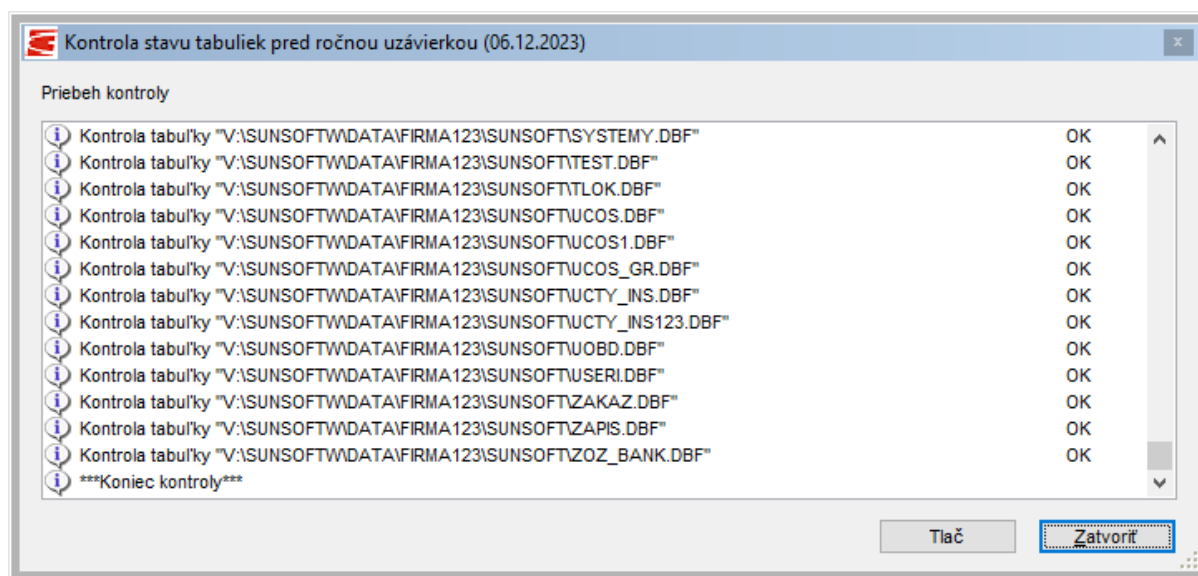 Kontrola stavu tabuliek pred ročnou uzávierkou (06.12.2023)
Priebeh kontroly
Kontrola tabuľky "V:\SUNSOFTW\DATA\FIRMA123\SUNSOFT\SYSTEMY.DBF" OK
Kontrola tabuľky "V:\SUNSOFTW\DATA\FIRMA123\SUNSOFT\TEST.DBF" OK
Kontrola tabuľky "V:\SUNSOFTW\DATA\FIRMA123\SUNSOFT\TLOK.DBF" OK
Kontrola tabuľky "V:\SUNSOFTW\DATA\FIRMA123\SUNSOFT\UCOS.DBF" OK
Kontrola tabuľky "V:\SUNSOFTW\DATA\FIRMA123\SUNSOFT\UCOS1.DBF" OK
Kontrola tabuľky "V:\SUNSOFTW\DATA\FIRMA123\SUNSOFT\UCOS_GR.DBF" OK
Kontrola tabuľky "V:\SUNSOFTW\DATA\FIRMA123\SUNSOFT\UCTY_INS.DBF" OK
Kontrola tabuľky "V:\SUNSOFTW\DATA\FIRMA123\SUNSOFT\UCTY_INS123.DBF" OK
Kontrola tabuľky "V:\SUNSOFTW\DATA\FIRMA123\SUNSOFT\UOBD.DBF" OK
Kontrola tabuľky "V:\SUNSOFTW\DATA\FIRMA123\SUNSOFT\USERI.DBF" OK
Kontrola tabuľky "V:\SUNSOFTW\DATA\FIRMA123\SUNSOFT\ZAKAZ.DBF" OK
Kontrola tabuľky "V:\SUNSOFTW\DATA\FIRMA123\SUNSOFT\ZAPIS.DBF" OK
Kontrola tabuľky "V:\SUNSOFTW\DATA\FIRMA123\SUNSOFT\ZOZ_BANK.DBF" OK
***Koniec kontroly***
Tlač Zatvoriť